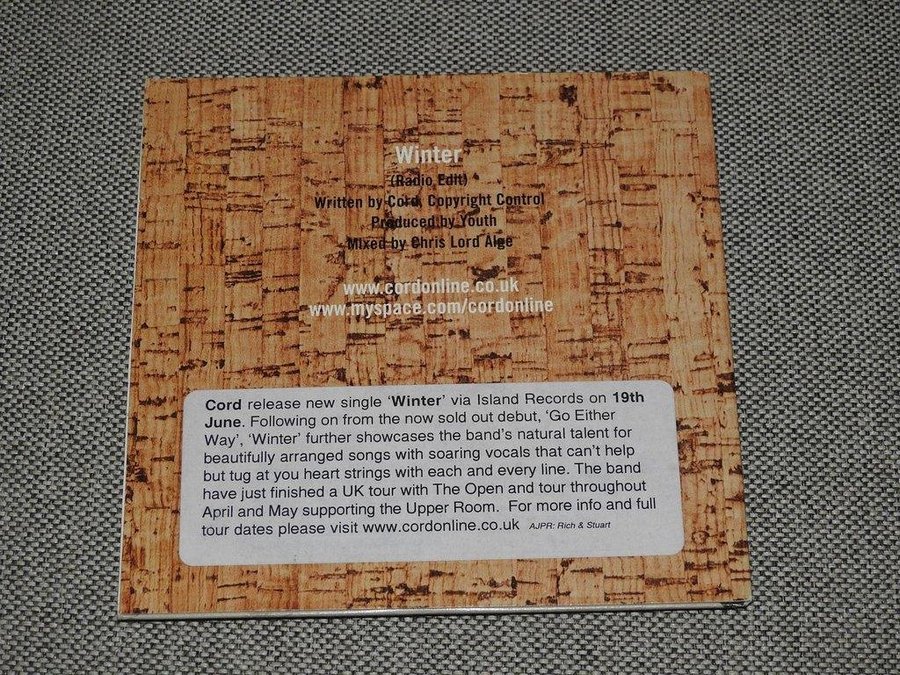 Winter
(Radio Edit)
Written by Cord, Copyright Control
Produced by Youth
Mixed by Chris Lord Alge
www.cordonline.co.uk
www.myspace.com/cordonline
Cord release new single ‘Winter’ via Island Records on 19th
June. Following on from the now sold out debut, ‘Go Either
Way’, ‘Winter’ further showcases the band’s natural talent for
beautifully arranged songs with soaring vocals that can’t help
but tug at you heart strings with each and every line. The band
have just finished a UK tour with The Open and tour throughout
April and May supporting the Upper Room. For more info and full
tour dates please visit www.cordonline.co.uk AJPR: Rich & Stuart